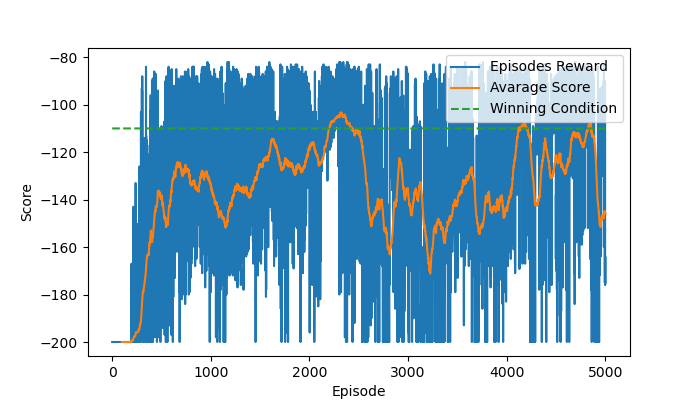 Episodes Reward
Avarage Score
Winning Condition
−80
−100
−120
−140
−160
−180
−200
Score
0
1000
2000
3000
4000
5000
Episode